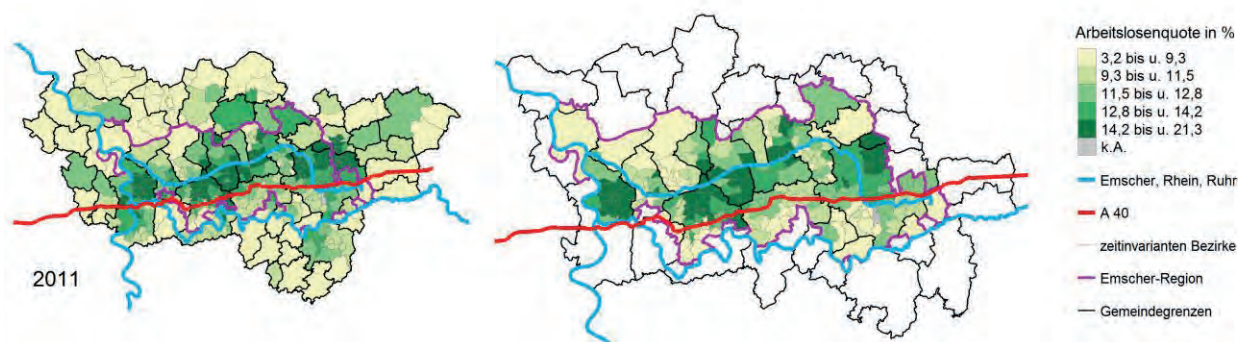 2011
Arbeitslosenquote in %
3,2 bis u. 9,3
9,3 bis u. 11,5
11,5 bis u. 12,8
12,8 bis u. 14,2
14,2 bis u. 21,3
k.A.
Emscher, Rhein, Ruhr
A 40
zeitinvarianten Bezirke
Emscher-Region
Gemeindegrenzen